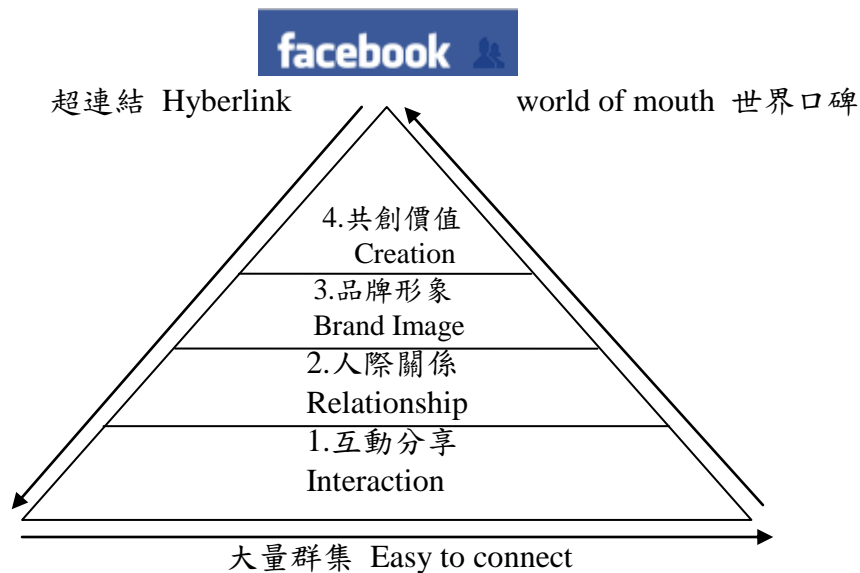 facebook
超連結 Hyberlink
world of mouth 世界口碑
4.共創價值
Creation
3.品牌形象
Brand Image
2.人際關係
Relationship
1.互動分享
Interaction
大量群集 Easy to connect